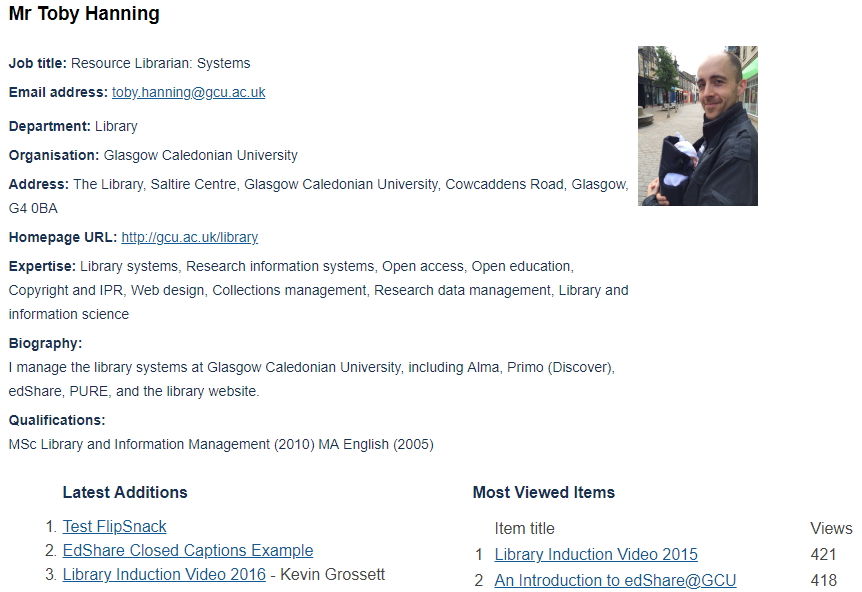 Mr Toby Hanning
Job title: Resource Librarian: Systems
Email address: toby.hanning@gcu.ac.uk
Department: Library
Organisation: Glasgow Caledonian University
Address: The Library, Saltire Centre, Glasgow Caledonian University, Cowcaddens Road, Glasgow,
G4 0BA
Homepage URL: http://gcu.ac.uk/library
Expertise: Library systems, Research information systems, Open access, Open education,
Copyright and IPR, Web design, Collections management, Research data management, Library and
information science
Biography:
I manage the library systems at Glasgow Caledonian University, including Alma, Primo (Discover),
edShare, PURE, and the library website.
Qualifications:
MSc Library and Information Management (2010) MA English (2005)
Latest Additions
1. Test FlipSnack
2. EdShare Closed Captions Example
3. Library Induction Video 2016 - Kevin Grossett
Most Viewed Items
Item title Views
1 Library Induction Video 2015 421
2 An Introduction to edShare@GCU 418